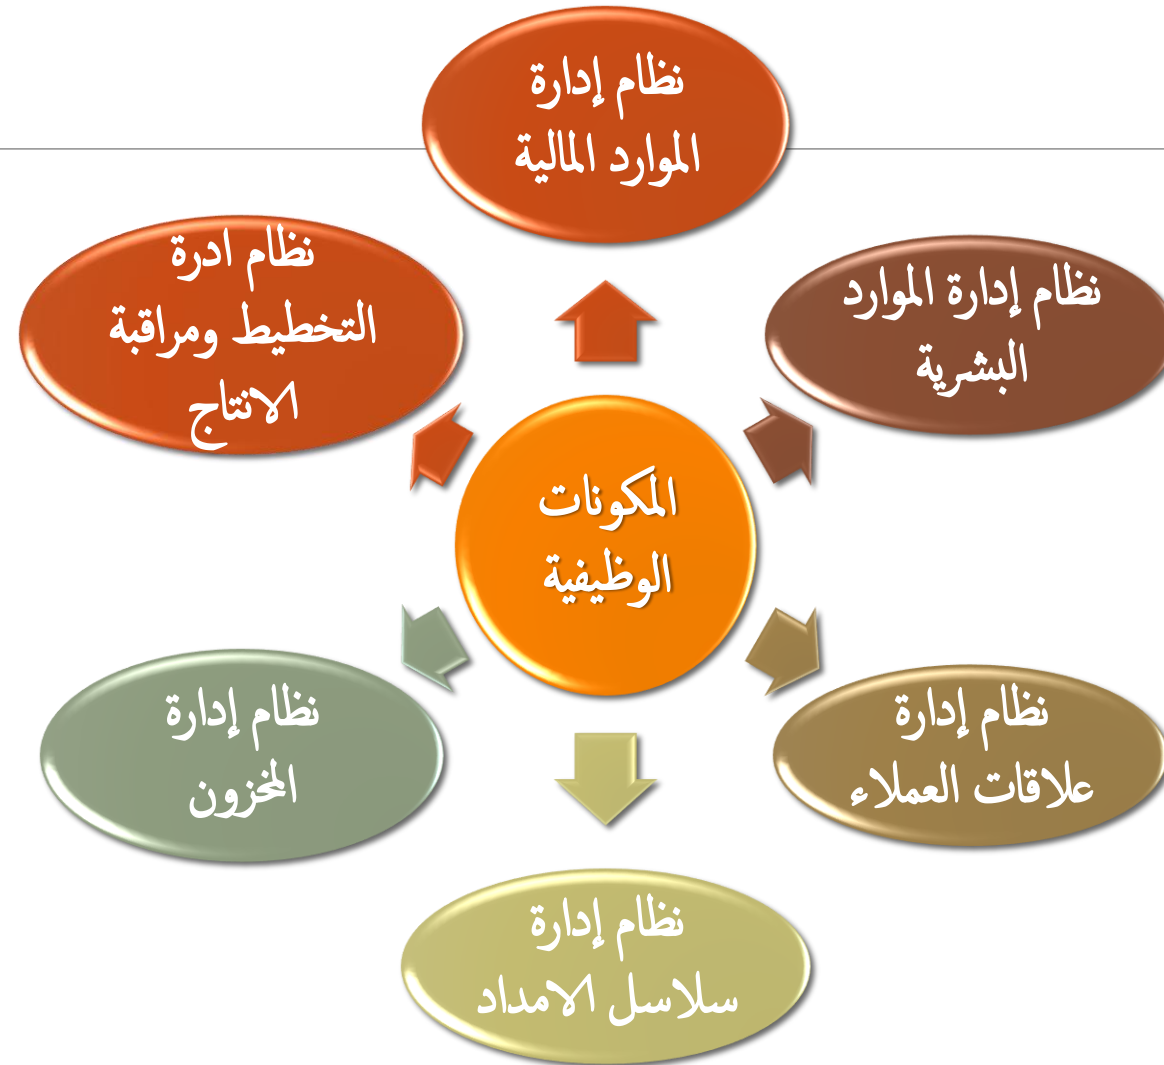 نظام إدارة
الموارد المالية
نظام إدارة الموارد
البشرية
نظام ادرة
التخطيط ومراقبة
الانتاج
المكونات
الوظيفية
نظام إدارة
علاقات العملاء
نظام إدارة
المخزون
نظام إدارة
سلاسل الامداد